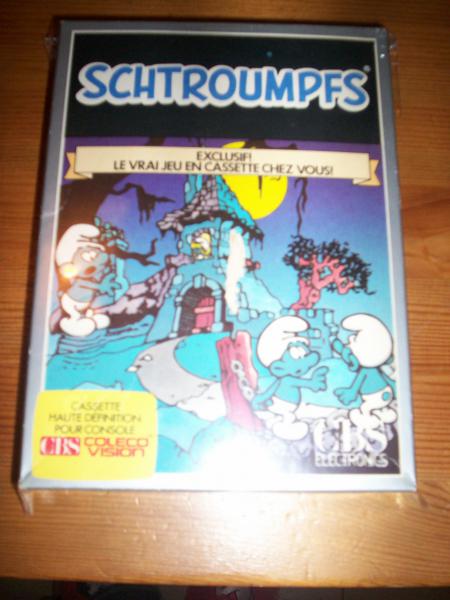 SCHTROUMPFS
EXCLUSIF!
LE VRAI JEU EN CASSETTE CHEZ VOUS!
CASSETTE
HAUTE DÉFINITION
POUR CONSOLE
CBS COLECO
VISION
CBS
ELECTRONICS